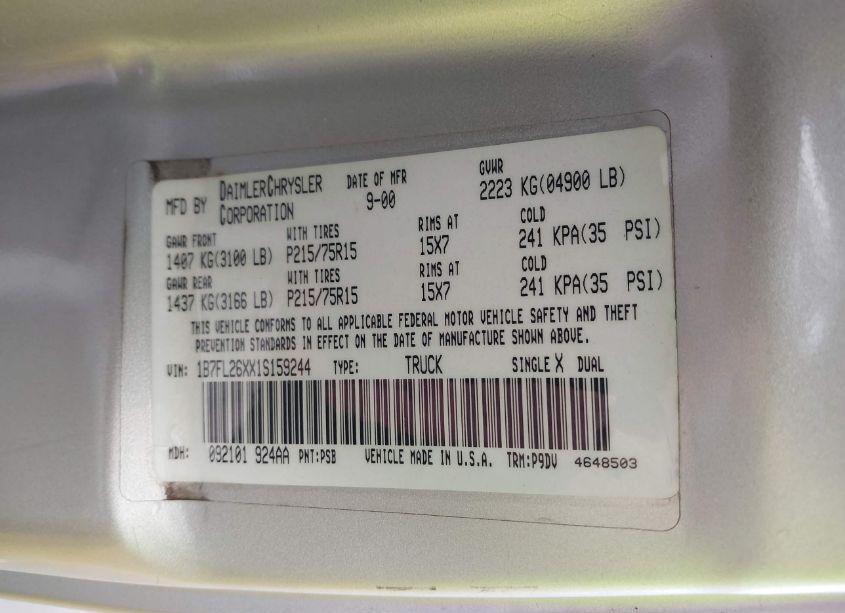 MFD BY DAIMLERCHRYSLER CORPORATION DATE OF MFR 9-00 GVWR 2223 KG(04900 LB)
GAWR FRONT WITH TIRES RIMS AT COLD
1407 KG(3100 LB) P215/75R15 15X7 241 KPA(35 PSI)
GAWR REAR WITH TIRES RIMS AT COLD
1437 KG(3166 LB) P215/75R15 15X7 241 KPA(35 PSI)
THIS VEHICLE CONFORMS TO ALL APPLICABLE FEDERAL MOTOR VEHICLE SAFETY AND THEFT
PREVENTION STANDARDS IN EFFECT ON THE DATE OF MANUFACTURE SHOWN ABOVE.
VIN: 1B7FL26XX1S159244 TYPE: TRUCK SINGLE X DUAL
MDH: 092101 924AA PNT:PSB VEHICLE MADE IN U.S.A. TRM:P9DV 4648503